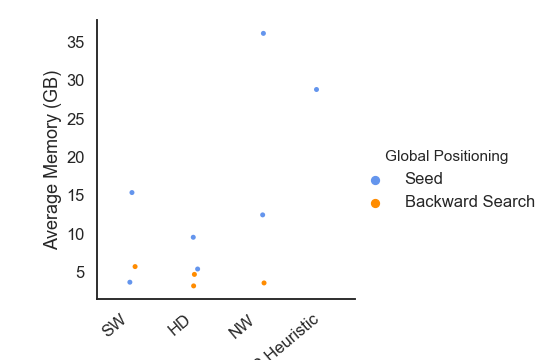 35
30
25
20
15
10
5
Average Memory (GB)
SW
HD
NW
Heuristic
Global Positioning
Seed
Backward Search